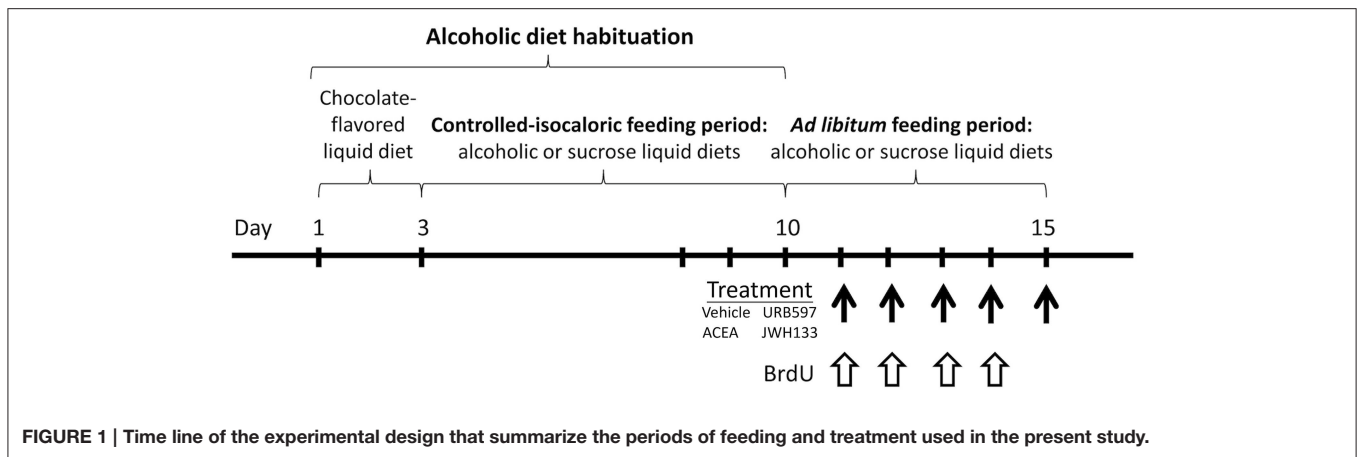 Alcoholic diet habituation
Chocolate-
flavored
liquid diet
Controlled-isocaloric feeding period:
alcoholic or sucrose liquid diets
Ad libitum feeding period:
alcoholic or sucrose liquid diets
Day 1 3 10 15
Treatment
Vehicle URB597
ACEA JWH133
BrdU
FIGURE 1 | Time line of the experimental design that summarize the periods of feeding and treatment used in the present study.